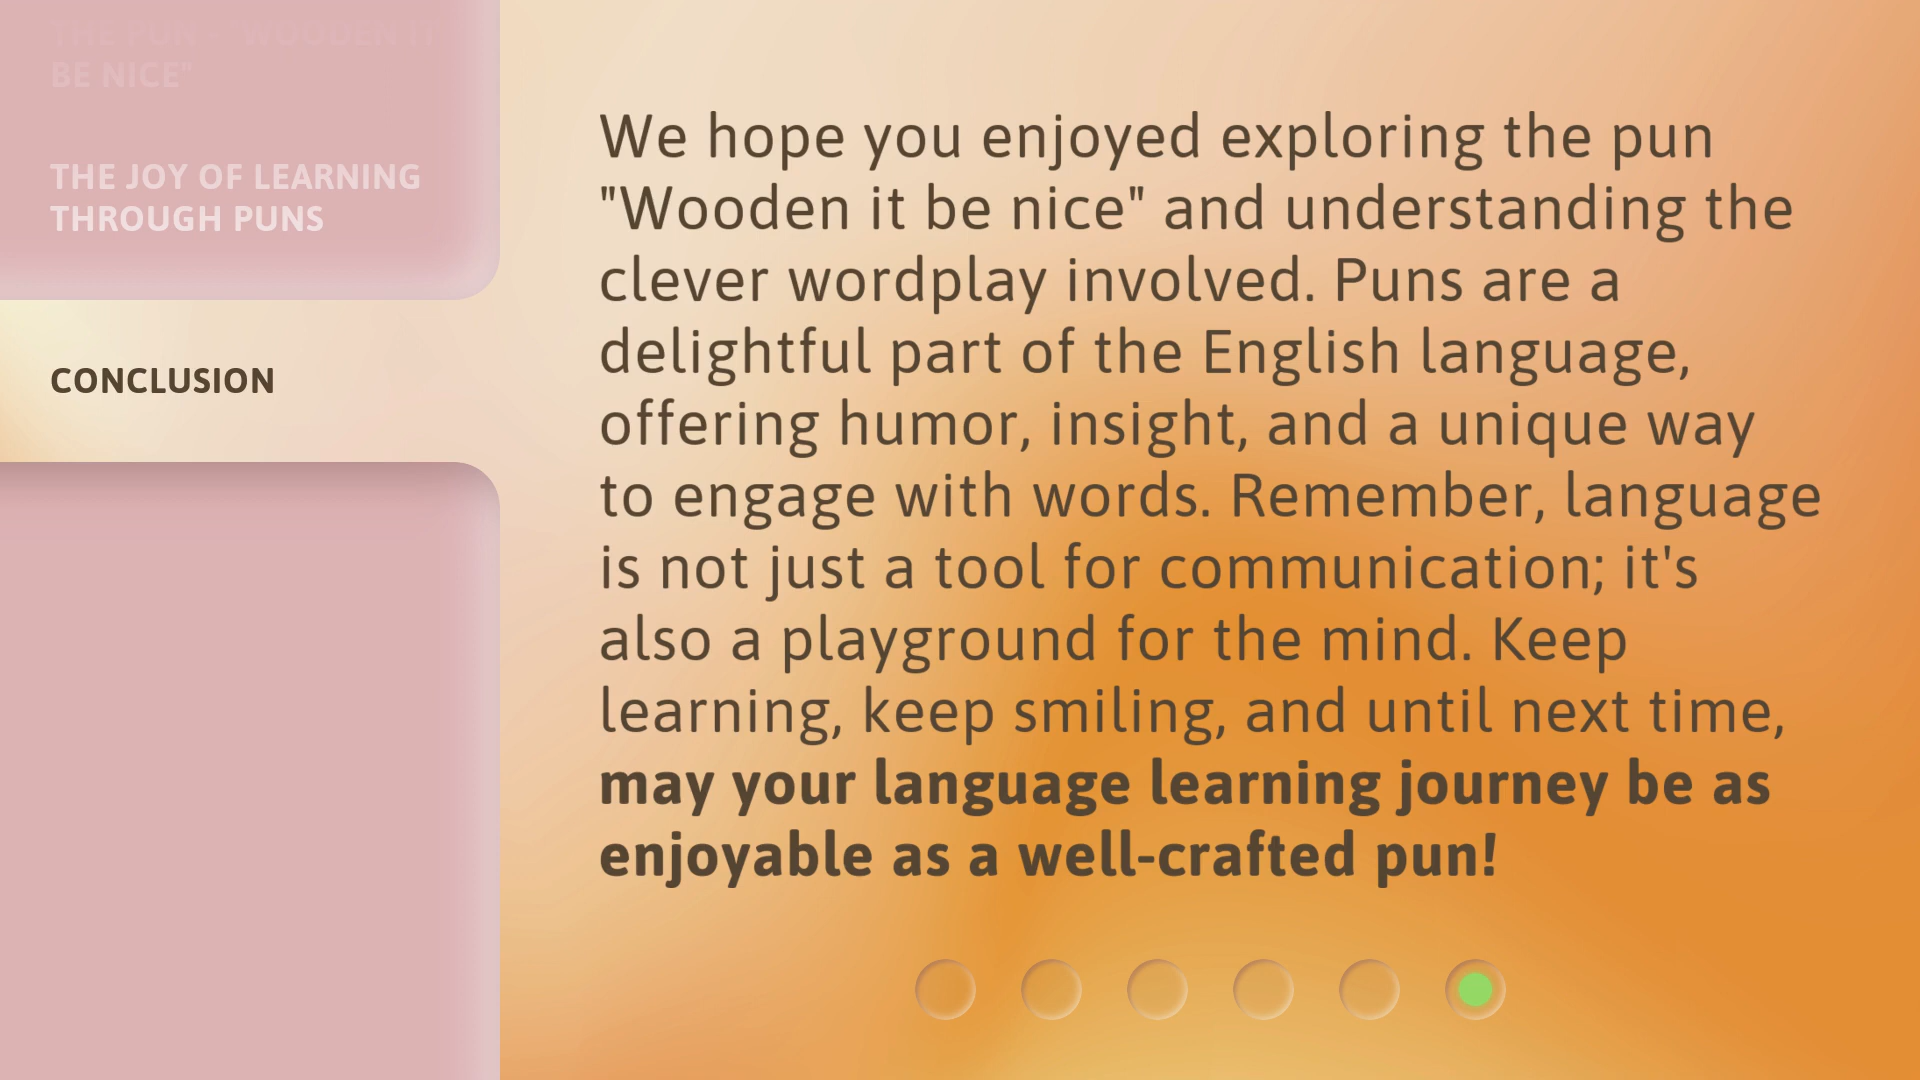 THE PUN - "WOODEN IT
BE NICE"
THE JOY OF LEARNING
THROUGH PUNS
CONCLUSION
We hope you enjoyed exploring the pun
"Wooden it be nice" and understanding the
clever wordplay involved. Puns are a
delightful part of the English language,
offering humor, insight, and a unique way
to engage with words. Remember, language
is not just a tool for communication; it's
also a playground for the mind. Keep
learning, keep smiling, and until next time,
may your language learning journey be as
enjoyable as a well-crafted pun!